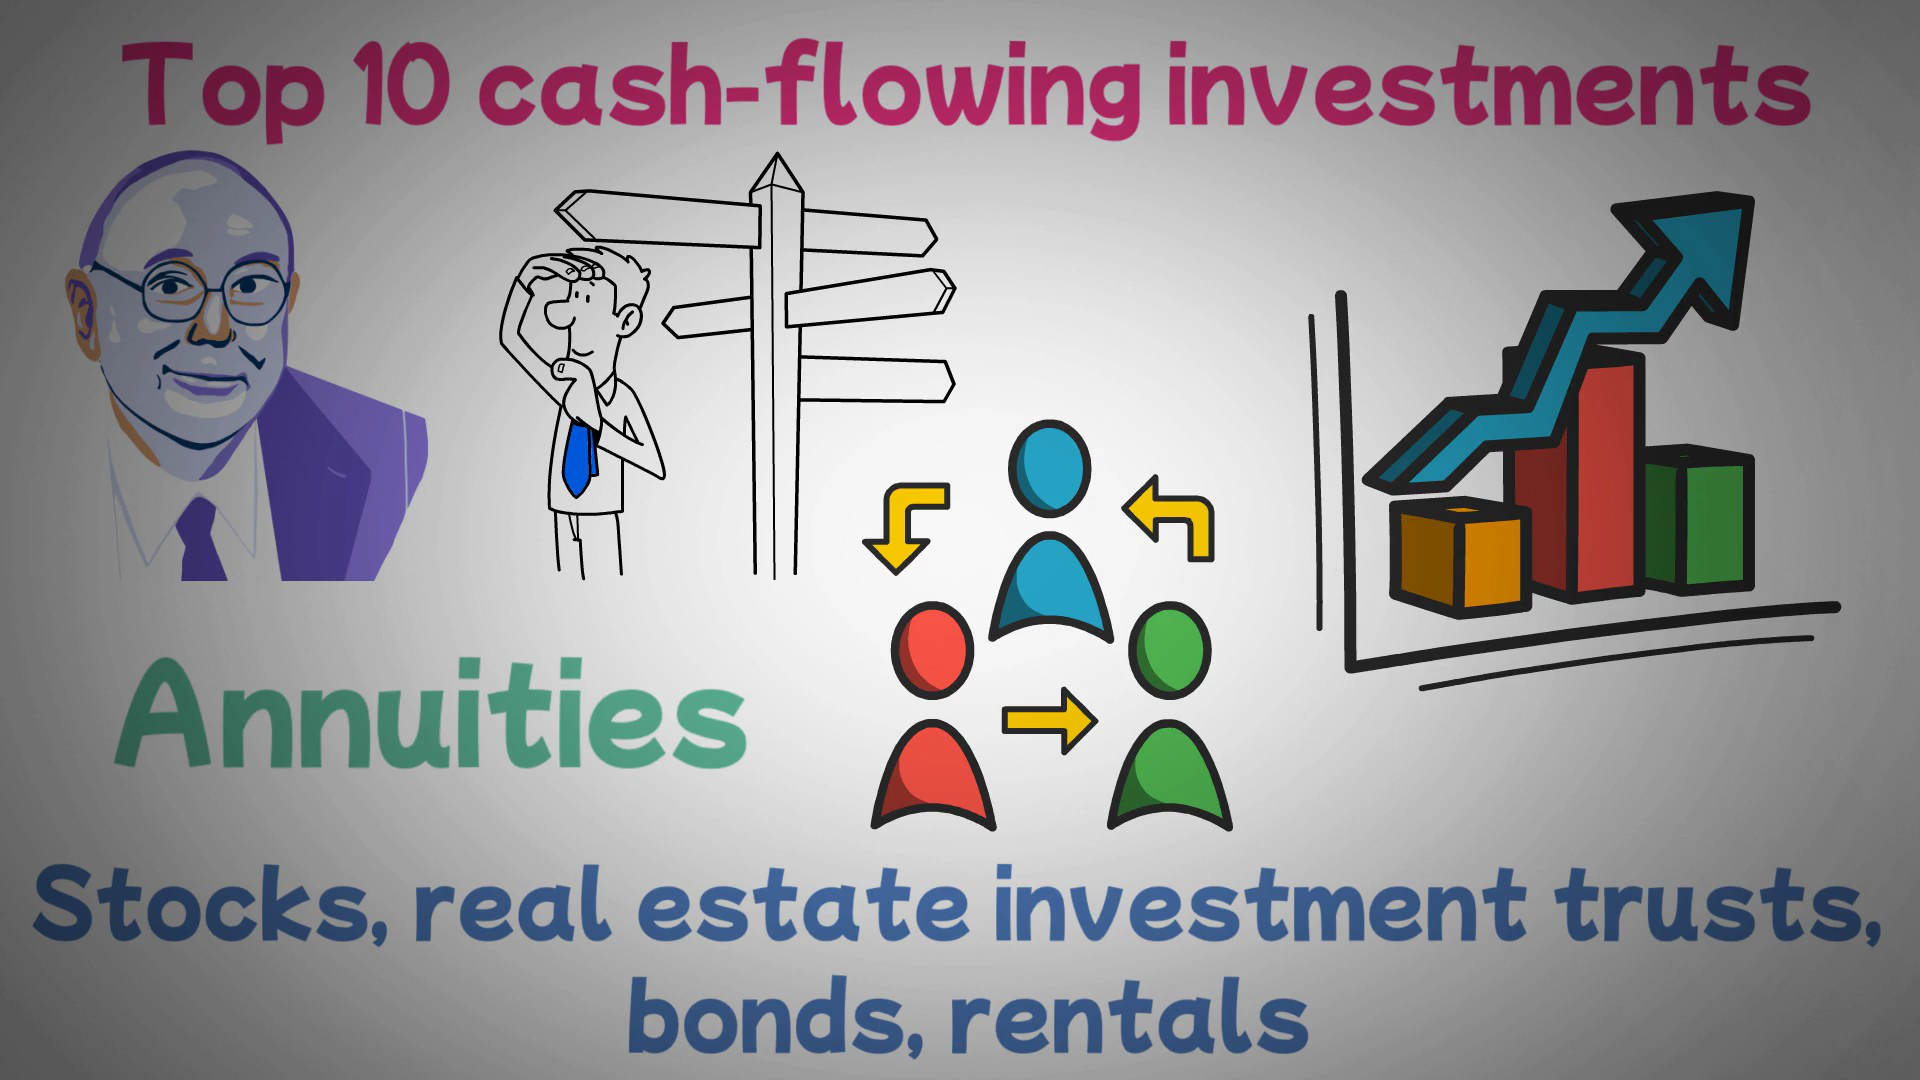 Top 10 cash-flowing investments
Annuities
Stocks, real estate investment trusts,
bonds, rentals